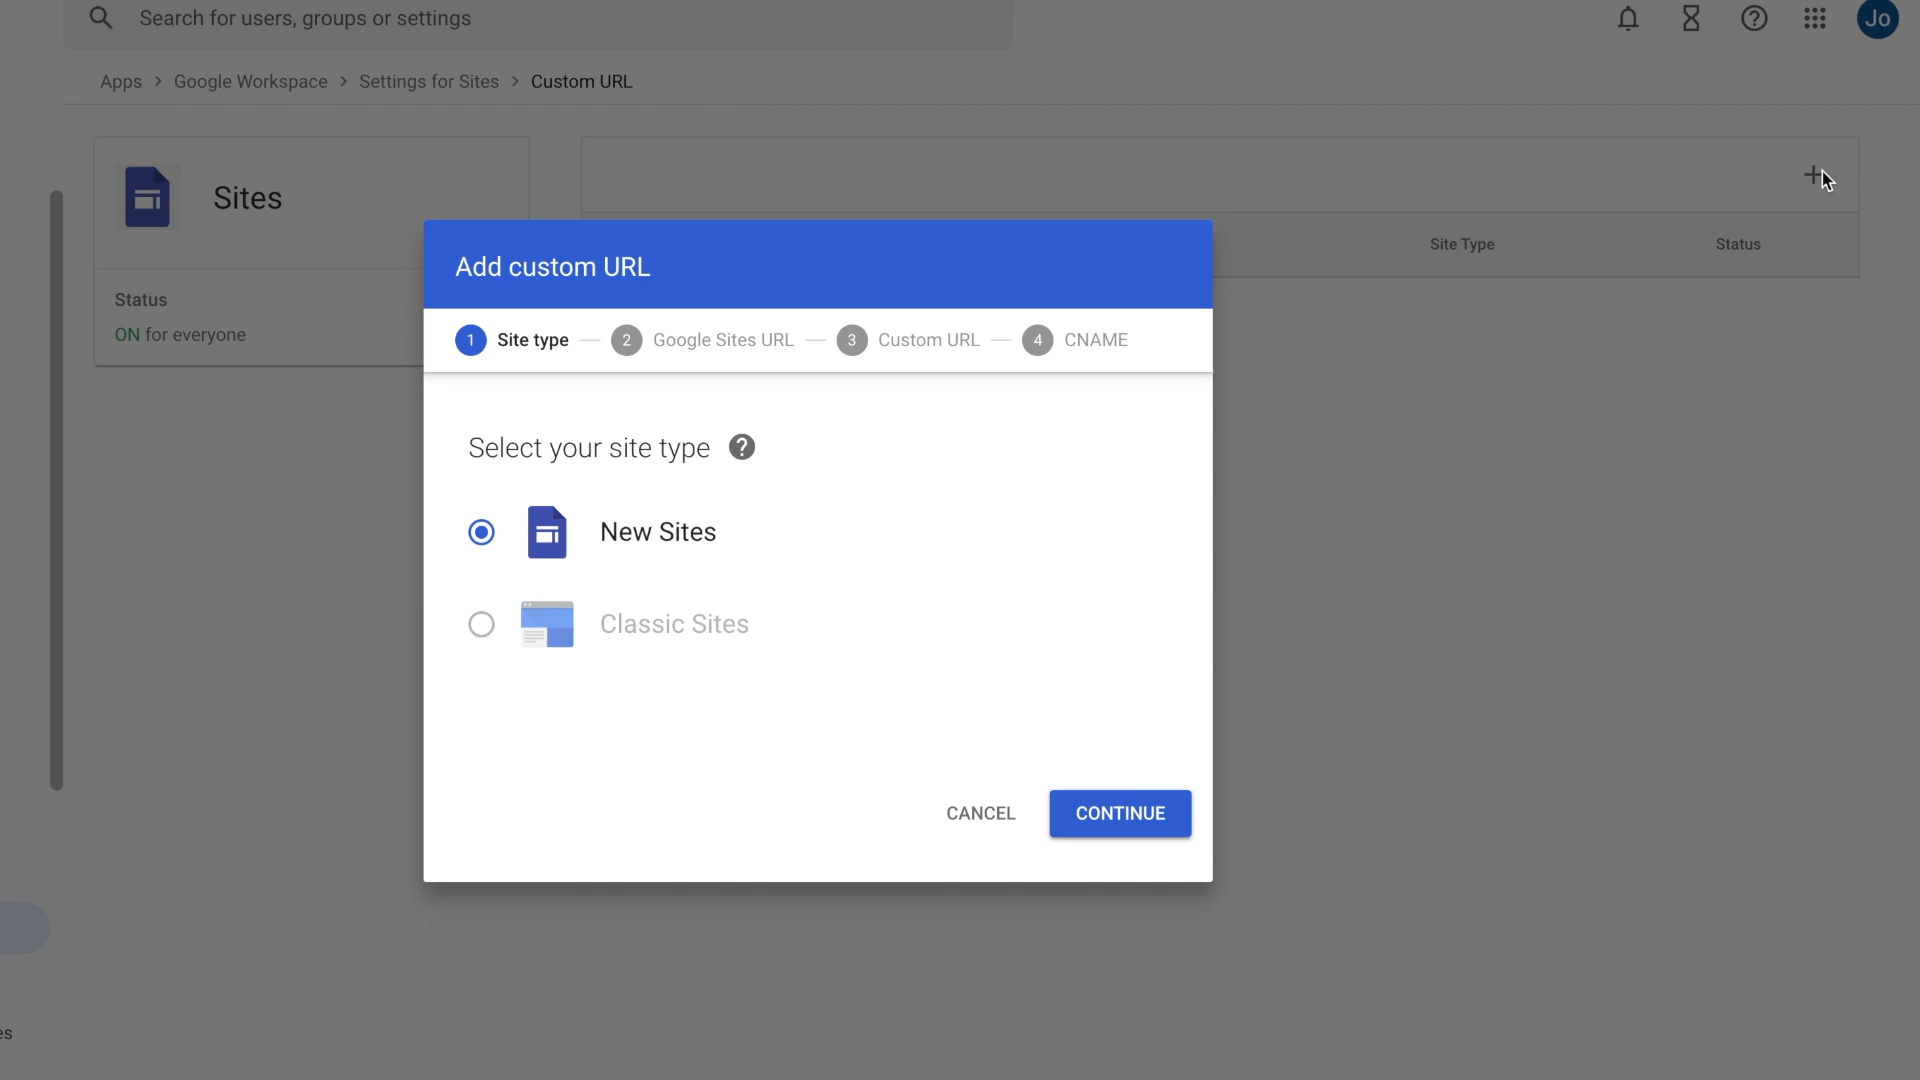 Search for users, groups or settings
Jo
Apps > Google Workspace > Settings for Sites > Custom URL
Sites
Site Type
Status
Add custom URL
Status
ON for everyone
1 Site type — 2 Google Sites URL — 3 Custom URL — 4 CNAME
Select your site type ?
New Sites
Classic Sites
CANCEL
CONTINUE
es